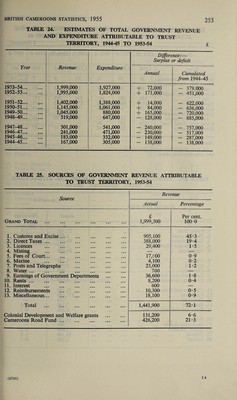 BRITISH CAMEROONS STATISTICS, 1955 253
TABLE 24. ESTIMATES OF TOTAL REVENUE
AND EXPENDITURE ATTRIBUTABLE TO TRUST
TERRITORY, 1944-45 TO 1953-54 £
Year Revenue Expenditure Difference:— Surplus or deficit
Annual Cumulated from 1944-45
1953-54... 1,999,000 1,927,000 + 72,000 — 379,000
1952-53... 1,995,000 1,824,000 + 171,000 — 451,000
1951-52... 1,402,000 1,388,000 + 14,000 — 622,000
1950-51... 1,145,000 1,061,000 + 84,000 — 636,000
1949-50... 1,045,000 880,000 + 165,000 — 720,000
1948-49... 519,000 647,000 — 128,000 — 885,000
1947-48... 301,000 541,000 — 240,000 — 757,000
1946-47... 241,000 471,000 — 230,000 — 517,000
1945-46... 183,000 332,000 — 149,000 — 287,000
1944-45... 167,000 305,000 — 138,000 — 138,000
TABLE 25. SOURCES OF REVENUE ATTRIBUTABLE
TO TRUST TERRITORY, 1953-54
Source Revenue
Actual Percentage
£ Per cent.
GRAND TOTAL 1,999,300 100·0
1. Customs and Excise... 905,100 45·3
2. Direct Taxes... 388,000 19·4
3. Licences 29,400 1·5
4. Mining
5. Fees of Court... 0·9
6. Marine 4,100 0·2
7. Posts and Telegraphs 23,000 1·2
8. Water 700
9. Earnings of Government Departments 36,600 1·8
10. Rents 8,200 0·4
11. Interest 600
12. Reimbursements 10,300 0·5
13. Miscellaneous 18,100 0·9
Total 1,441,900 72·1
Colonial Development and Welfare grants 131,200 6·6
Cameroons Road Fund 426,200 21·3